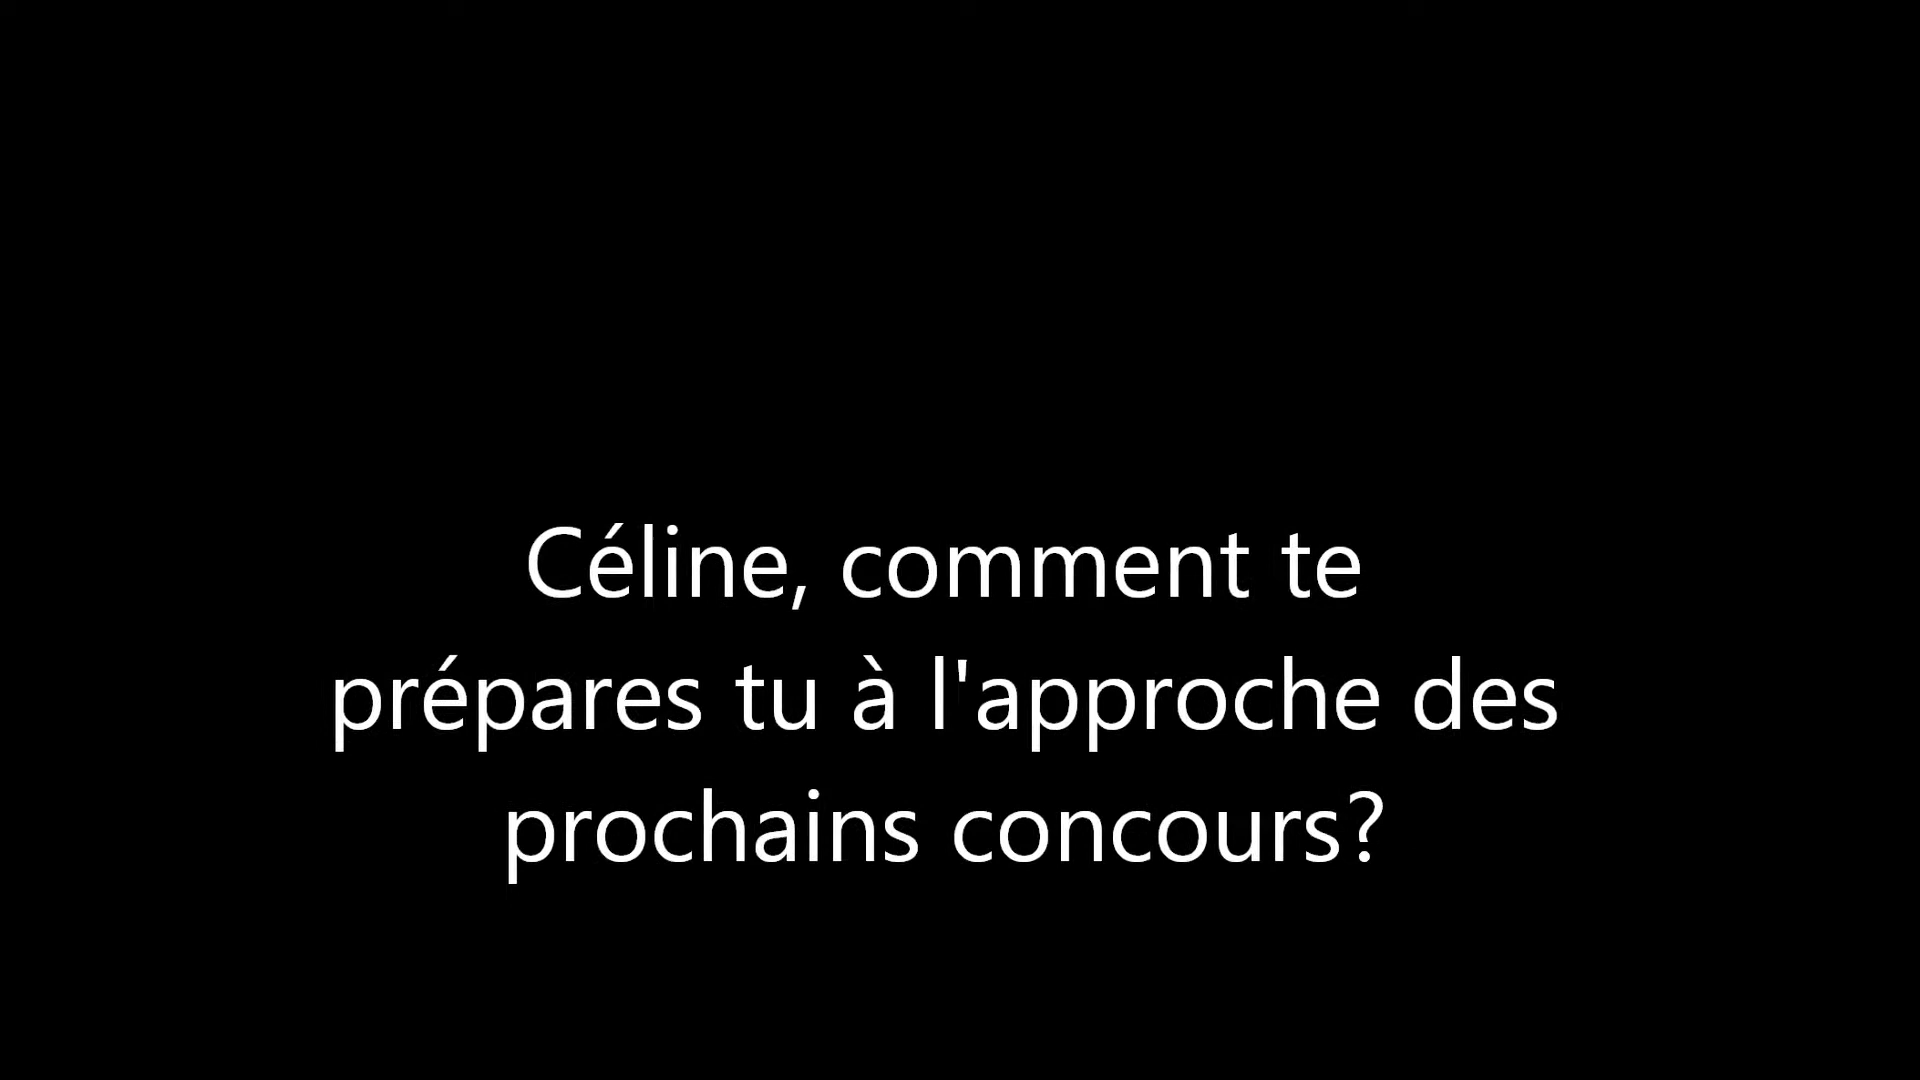 Céline, comment te
prépares tu à l'approche des
prochains concours?